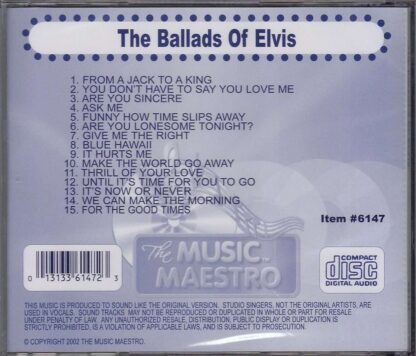 The Ballads Of Elvis
1. FROM A JACK TO A KING
2. YOU DON'T HAVE TO SAY YOU LOVE ME
3. ARE YOU SINCERE
4. ASK ME
5. FUNNY HOW TIME SLIPS AWAY
6. ARE YOU LONESOME TONIGHT?
7. GIVE ME THE RIGHT
8. BLUE HAWAII
9. IT HURTS ME
10. MAKE THE WORLD GO AWAY
11. THRILL OF YOUR LOVE
12. UNTIL IT'S TIME FOR YOU TO GO
13. IT'S NOW OR NEVER
14. WE CAN MAKE THE MORNING
15. FOR THE GOOD TIMES
Item #6147
The MUSIC™
MAESTRO
0 13133 61472 3
COMPACT
disc
DIGITAL AUDIO
THIS MUSIC IS PRODUCED TO SOUND LIKE THE ORIGINAL VERSION. STUDIO SINGERS, NOT THE ORIGINAL ARTISTS, ARE
USED IN VOCALS. SOUND TRACKS MAY NOT BE REPRODUCED OR DUPLICATED IN WHOLE OR PART FOR RESALE
UNDER PENALTY OF LAW. ANY UNAUTHORIZED RESALE, DISTRIBUTION, PUBLIC DISPLAY OR DUPLICATION IS
STRICTLY PROHIBITED, IS A VIOLATION OF APPLICABLE LAWS, AND IS SUBJECT TO PROSECUTION.
© COPYRIGHT 2002 THE MUSIC MAESTRO.